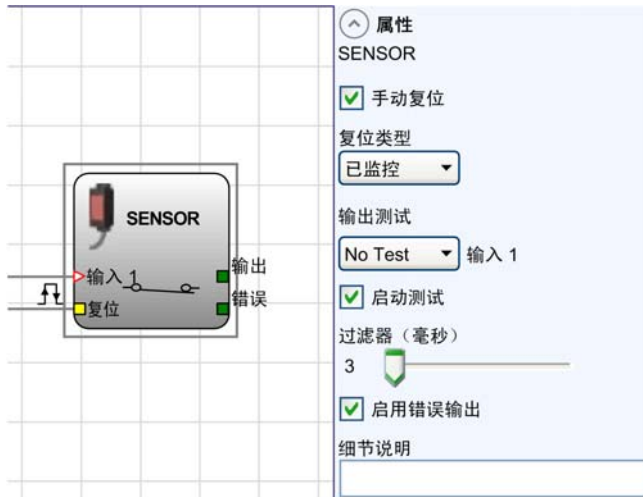 SENSOR
输入 1
复位
输出
错误
属性
SENSOR
手动复位
复位类型
已监控
输出测试
No Test 输入 1
启动测试
过滤器（毫秒）
3
启用错误输出
细节说明